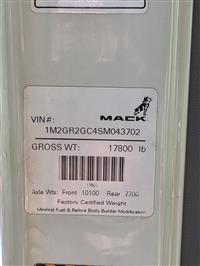 MACK
VIN#:
1M2GR2GC4SM043702
GROSS WT: 17800 lb
17800
Axle Wts: Front 10100 Rear 7700
Factory Certified Weight
Minimal Fuel & Before Body Builder Modification